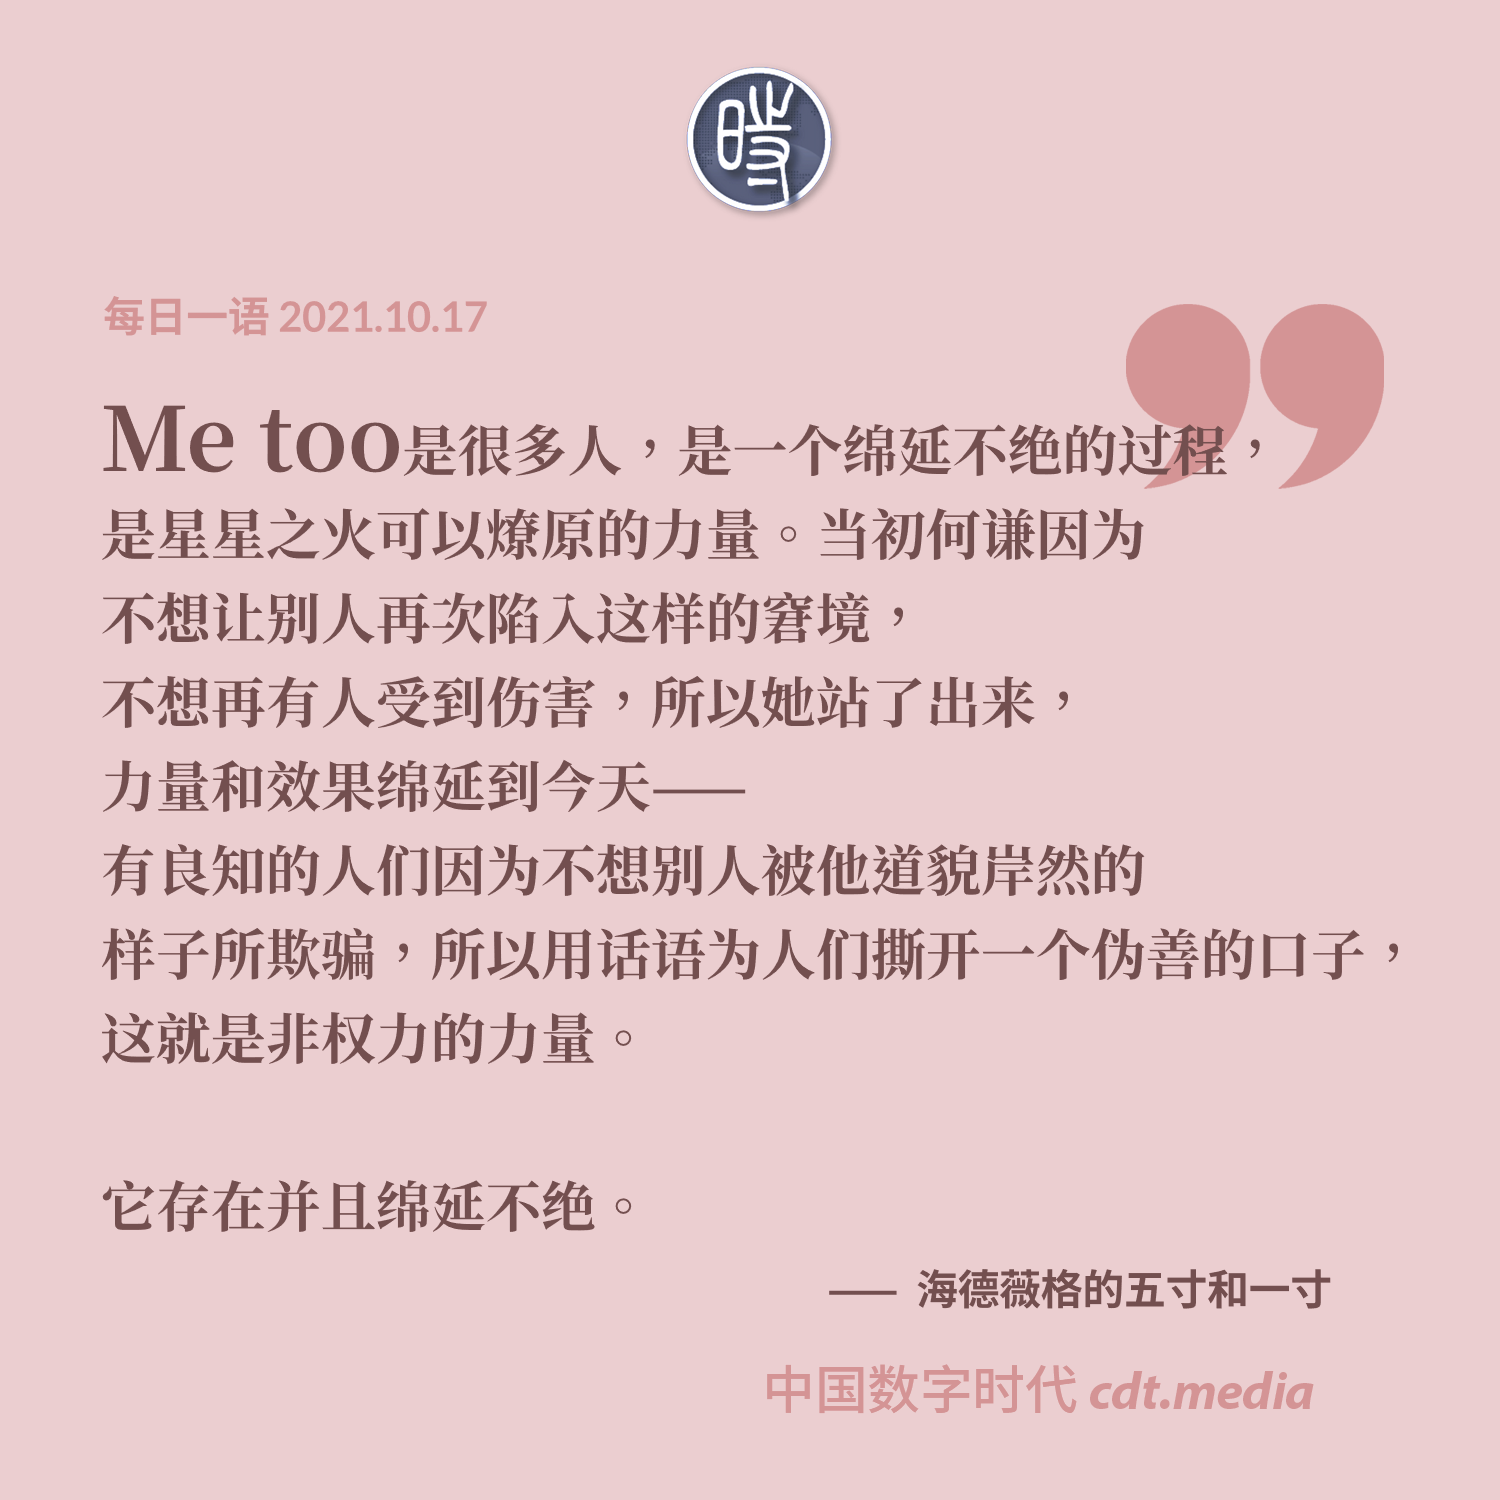 時
每日一语 2021.10.17
Me too是很多人，是一个绵延不绝的过程，
是星星之火可以燎原的力量。当初何谦因为
不想让别人再次陷入这样的窘境，
不想再有人受到伤害，所以她站了出来，
力量和效果绵延到今天——
有良知的人们因为不想别人被他道貌岸然的
样子所欺骗，所以用话语为人们撕开一个伪善的口子，
这就是非权力的力量。
它存在并且绵延不绝。
—— 海德薇格的五寸和一寸
中国数字时代 cdt.media